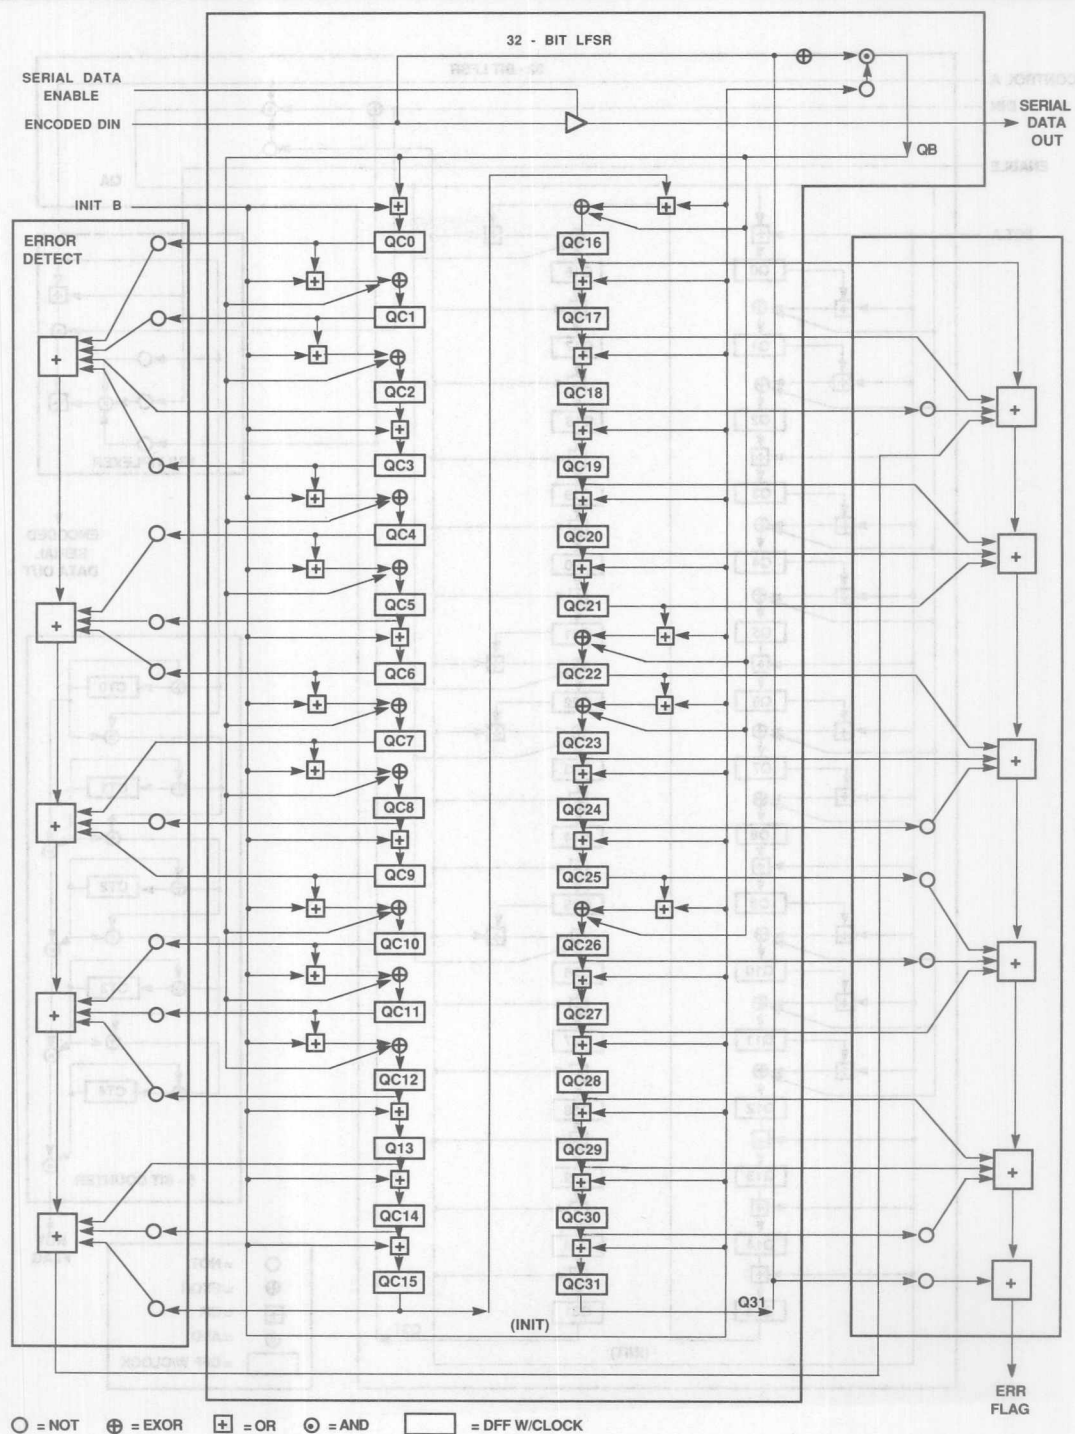 32 - BIT LFSR
SERIAL DATA
ENABLE
ENCODED DIN
SERIAL
DATA
OUT
QB
INIT B
ERROR
DETECT
QC0
QC1
QC2
QC3
QC4
QC5
QC6
QC7
QC8
QC9
QC10
QC11
QC12
Q13
QC14
QC15
QC16
QC17
QC18
QC19
QC20
QC21
QC22
QC23
QC24
QC25
QC26
QC27
QC28
QC29
QC30
QC31
Q31
(INIT)
ERR
FLAG
= NOT
= EXOR
+ = OR
= AND
= DFF W/CLOCK